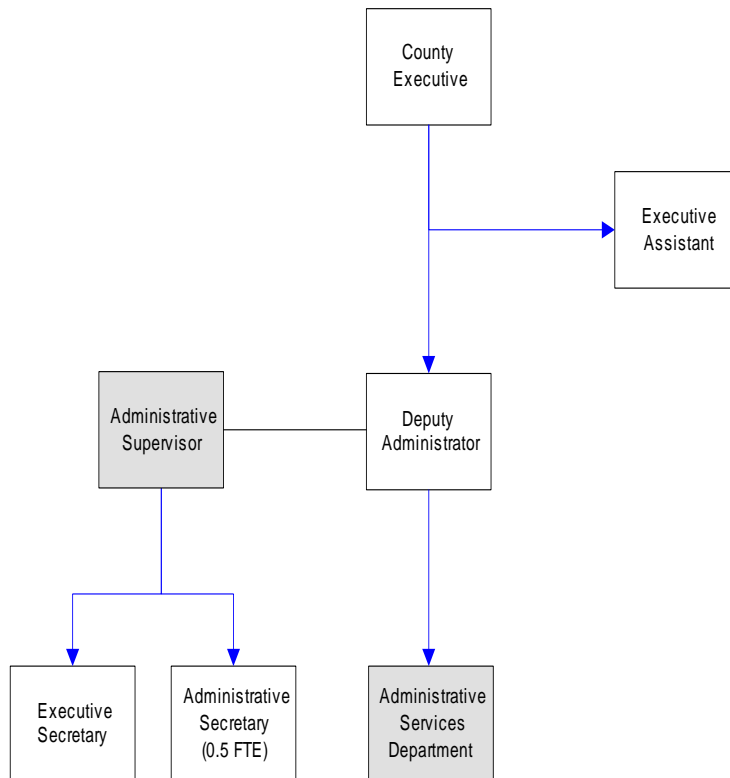 County
Executive
Executive
Assistant
Administrative
Supervisor
Deputy
Administrator
Executive
Secretary
Administrative
Secretary
(0.5 FTE)
Administrative
Services
Department